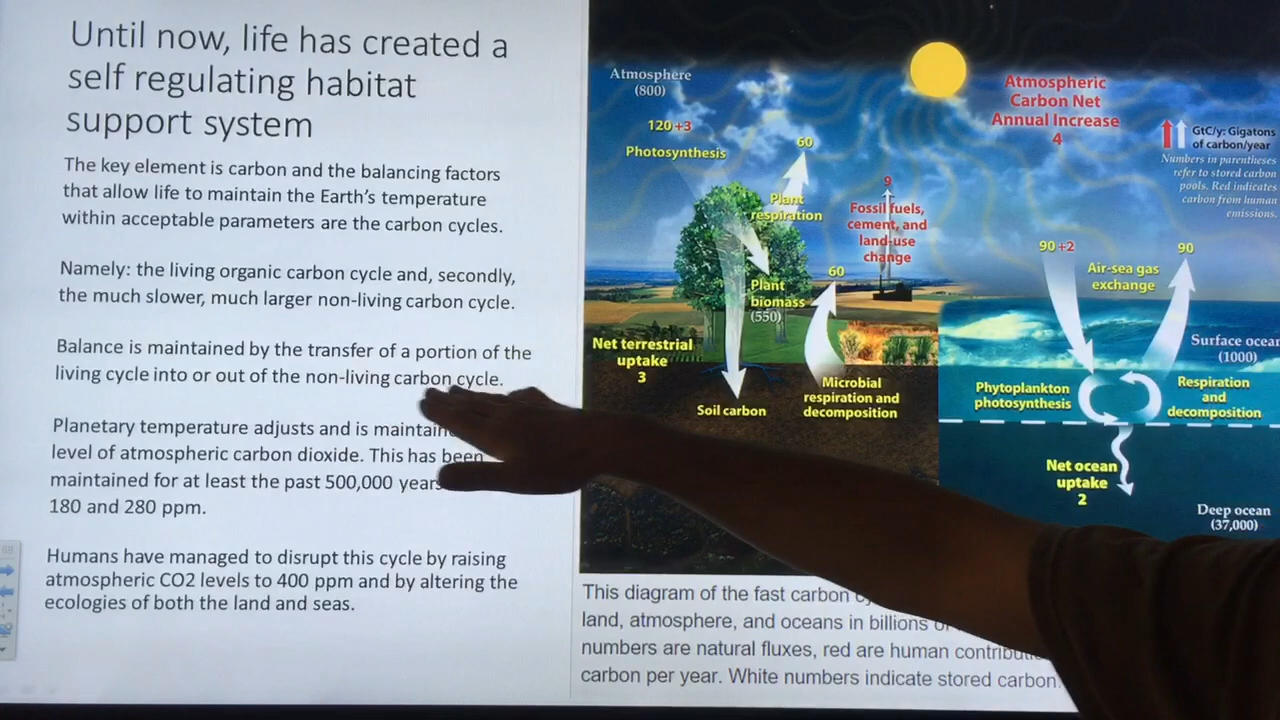 Until now, life has created a
self regulating habitat
support system
The key element is carbon and the balancing factors
that allow life to maintain the Earth's temperature
within acceptable parameters are the carbon cycles.
Namely: the living organic carbon cycle and, secondly,
the much slower, much larger non-living carbon cycle.
Balance is maintained by the transfer of a portion of the
living cycle into or out of the non-living carbon cycle.
Planetary temperature adjusts and is
level of atmospheric carbon dioxide. This has been
maintained for at least the past 500,000
180 and 280 ppm.
Humans have managed to disrupt this cycle by raising
atmospheric CO2 levels to 400 ppm and by altering the
ecologies of both the land and seas.
Atmosphere
(800)
120+3
Photosynthesis
60
Plant
respiration
Plant
biomass
(550)
9
Fossil fuels,
cement, and
land-use
change
60
Net terrestrial
uptake
3
Soil carbon
Microbial
respiration and
decomposition
Atmospheric
Carbon Net
Annual Increase
4
GtC/y: Gigatons
of carbon/year
Numbers in parentheses
refer to stored carbon
pools. Red indicates
carbon from human
emissions.
90+2
Air-sea gas
exchange
90
Surface
(1000)
Phytoplankton
photosynthesis
Respiration
and
decomposition
Net ocean
uptake
2
Deep ocean
(37,000)
This diagram of the fast carbon
land, atmosphere, and oceans in billions
numbers are natural fluxes, red are human
carbon per year. White numbers indicate stored carbon.